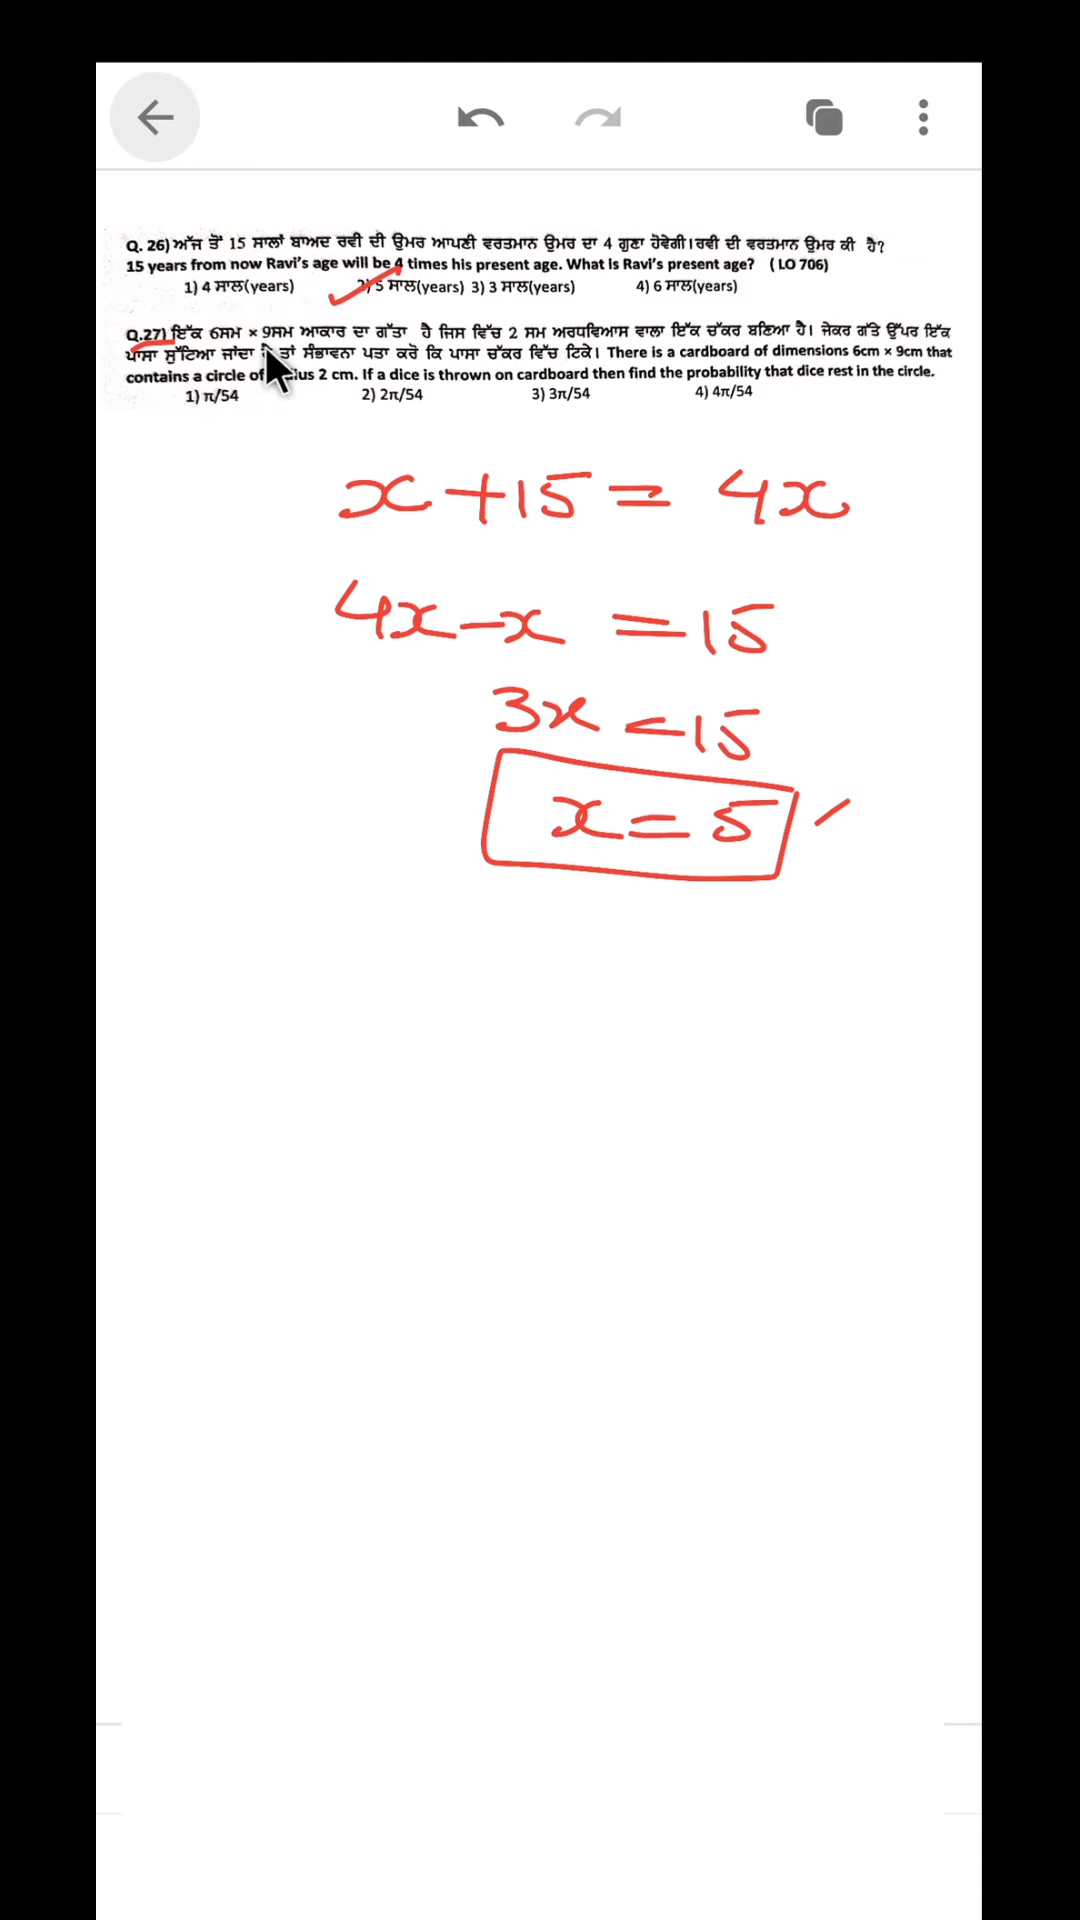 Q. 26) ਅੱਜ ਤੋਂ 15 ਸਾਲਾਂ ਬਾਅਦ ਰਵੀ ਦੀ ਉਮਰ ਆਪਣੀ ਵਰਤਮਾਨ ਉਮਰ ਦਾ 4 ਗੁਣਾ ਹੋਵੇਗੀ।ਰਵੀ ਦੀ ਵਰਤਮਾਨ ਉਮਰ ਕੀ ਹੈ?
15 years from now Ravi's age will be 4 times his present age. What is Ravi's present age? ( LO 706)
1) 4 ਸਾਲ(years) 2) 5 ਸਾਲ(years) 3) 3 ਸਾਲ(years) 4) 6 ਸਾਲ(years)
Q.27) ਇੱਕ 6ਸਮ × 9ਸਮ ਆਕਾਰ ਦਾ ਗੱਤਾ ਹੈ ਜਿਸ ਵਿੱਚ 2 ਸਮ ਅਰਧਵਿਆਸ ਵਾਲਾ ਇੱਕ ਚੱਕਰ ਬਣਿਆ ਹੈ। ਜੇਕਰ ਗੱਤੇ ਉੱਪਰ ਇੱਕ
ਪਾਸਾ ਸੁੱਟਿਆ ਜਾਂਦਾ ਤਾਂ ਸੰਭਾਵਨਾ ਪਤਾ ਕਰੋ ਕਿ ਪਾਸਾ ਚੱਕਰ ਵਿੱਚ ਟਿਕੇ। There is a cardboard of dimensions 6cm × 9cm that
contains a circle of 2 cm. If a dice is thrown on cardboard then find the probability that dice rest in the circle.
1) π/54 2) 2π/54 3) 3π/54 4) 4π/54
x + 15 = 4x
4x - x = 15
3x = 15
x = 5